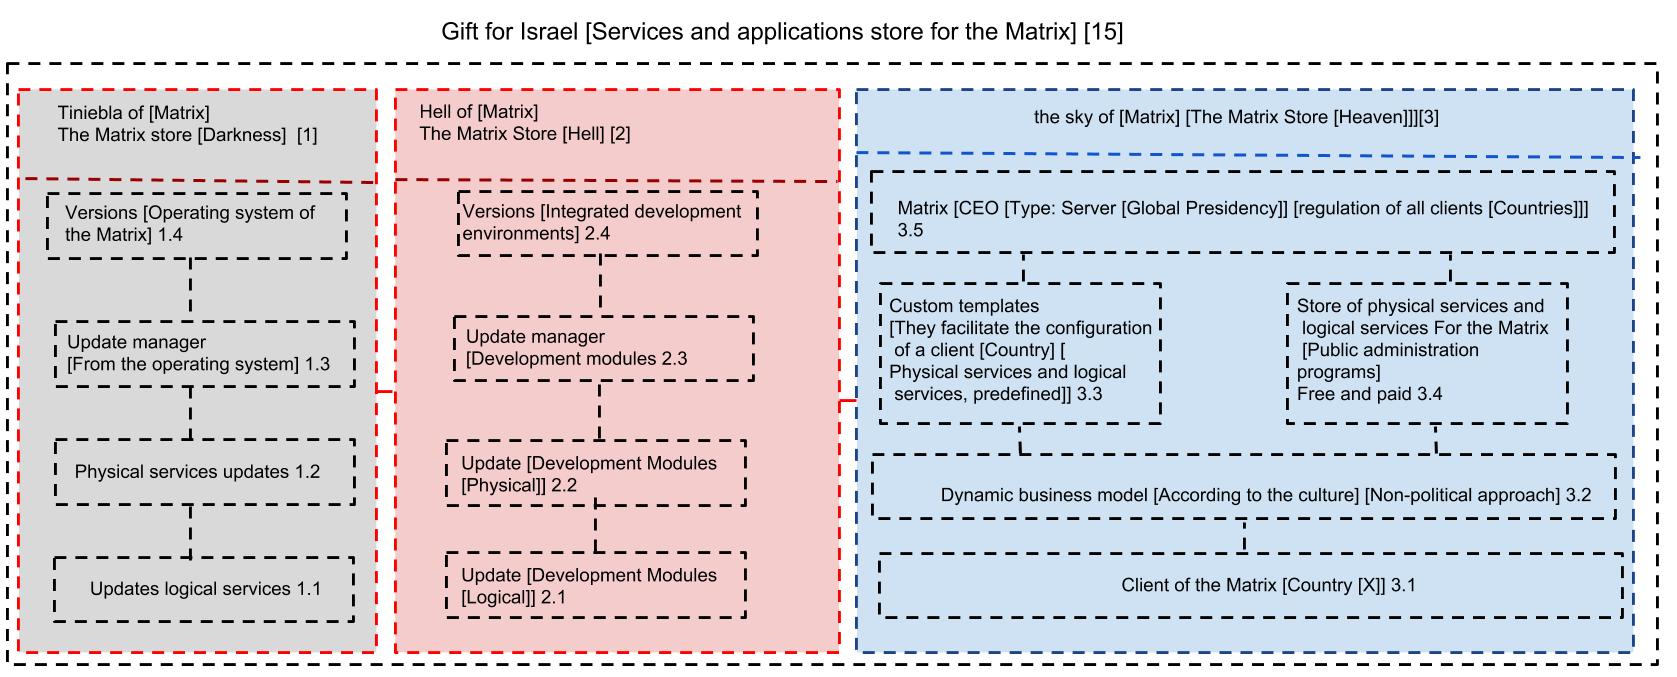 Gift for Israel [Services and applications store for the Matrix] [15]
Tiniebla of [Matrix]
The Matrix store [Darkness]  [1]
Versions [Operating system of
the Matrix] 1.4
Update manager
[From the operating system] 1.3
Physical services updates 1.2
Updates logical services 1.1
Hell of [Matrix]
The Matrix Store [Hell] [2]
Versions [Integrated development
environments] 2.4
Update manager
[Development modules 2.3
Update [Development Modules
[Physical]] 2.2
Update [Development Modules
[Logical]] 2.1
the sky of [Matrix] [The Matrix Store [Heaven]]][3]
Matrix [CEO [Type: Server [Global Presidency]] [regulation of all clients [Countries]]]
3.5
Custom templates
[They facilitate the configuration
of a client [Country] [
Physical services and logical
services, predefined]] 3.3
Store of physical services and
logical services For the Matrix
[Public administration
programs]
Free and paid 3.4
Dynamic business model [According to the culture] [Non-political approach] 3.2
Client of the Matrix [Country [X]] 3.1